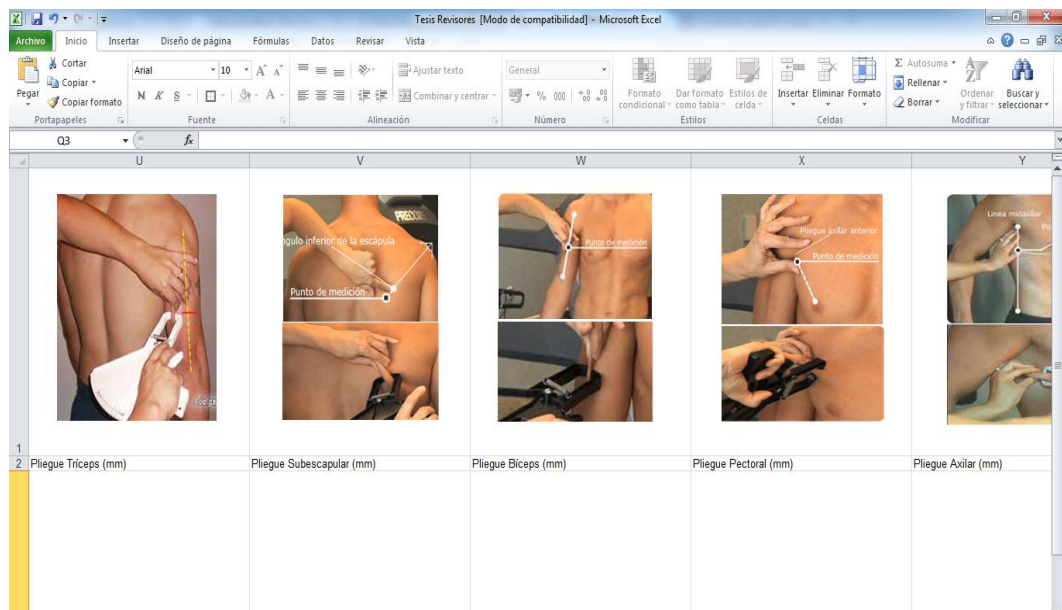 Tesis Revisores [Modo de compatibilidad] - Microsoft Excel
Archivo Inicio Insertar Diseño de página Fórmulas Datos Revisar Vista
Pegar
Cortar
Copiar
Copiar formato
Portapapeles
Arial 10
N K S
Fuente
Ajustar texto
Combinar y centrar
Alineación
General
% 000
Número
Formato condicional
Dar formato como tabla
Estilos de celda
Estilos
Insertar Eliminar Formato
Celdas
Σ Autosuma
Rellenar
Borrar
Ordenar y filtrar
Buscar y seleccionar
Modificar
Q3 fx
U V W X Y
1
PRECOR
ngulo inferior de la escápula
Punto de medición
Punto de medición
Pliegue axilar anterior
Punto de medición
Linea midaxilar
Pu
2 Pliegue Tríceps (mm) Pliegue Subescapular (mm) Pliegue Bíceps (mm) Pliegue Pectoral (mm) Pliegue Axilar (mm)